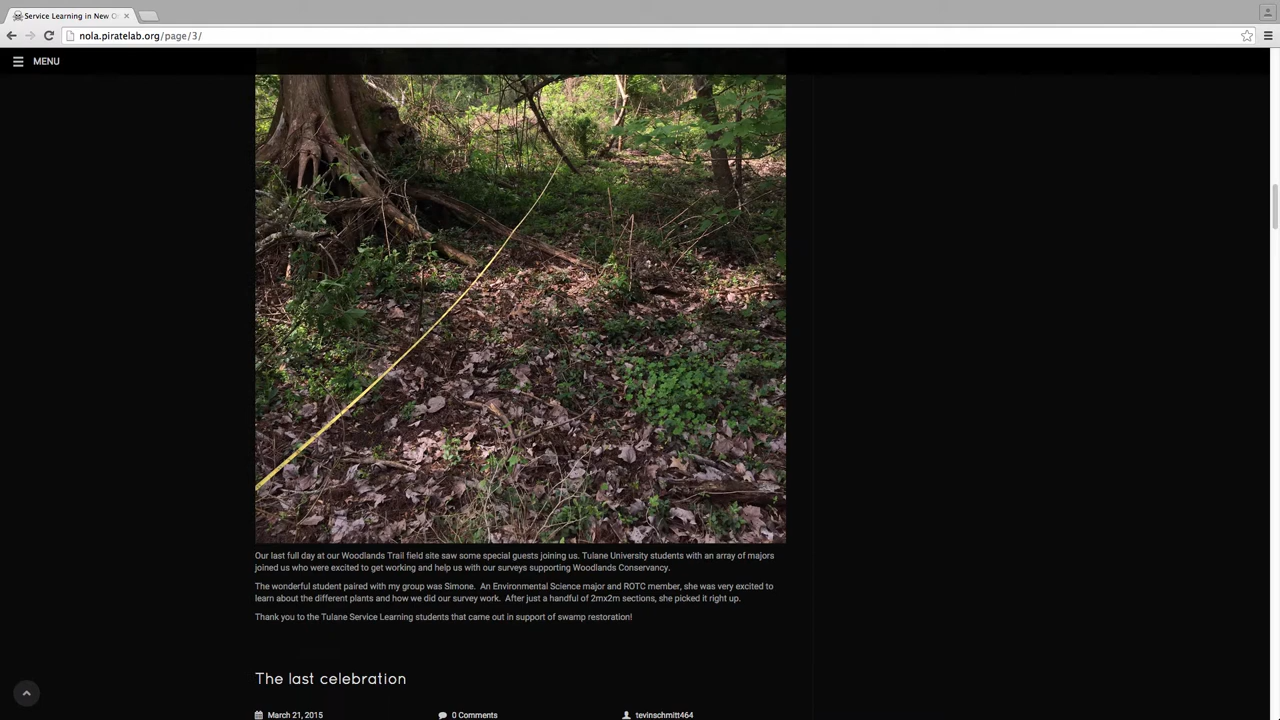 Service Learning in New O
nola.piratelab.org/page/3/
MENU
Our last full day at our Woodlands Trail field site saw some special guests joining us. Tulane University students with an array of majors
joined us who were excited to get working and help us with our surveys supporting Woodlands Conservancy.
The wonderful student paired with my group was Simone. An Environmental Science major and ROTC member, she was very excited to
learn about the different plants and how we did our survey work. After just a handful of 2mx2m sections, she picked it right up.
Thank you to the Tulane Service Learning students that came out in support of swamp restoration!
The last celebration
March 21, 2015 0 Comments tevinschmitt464